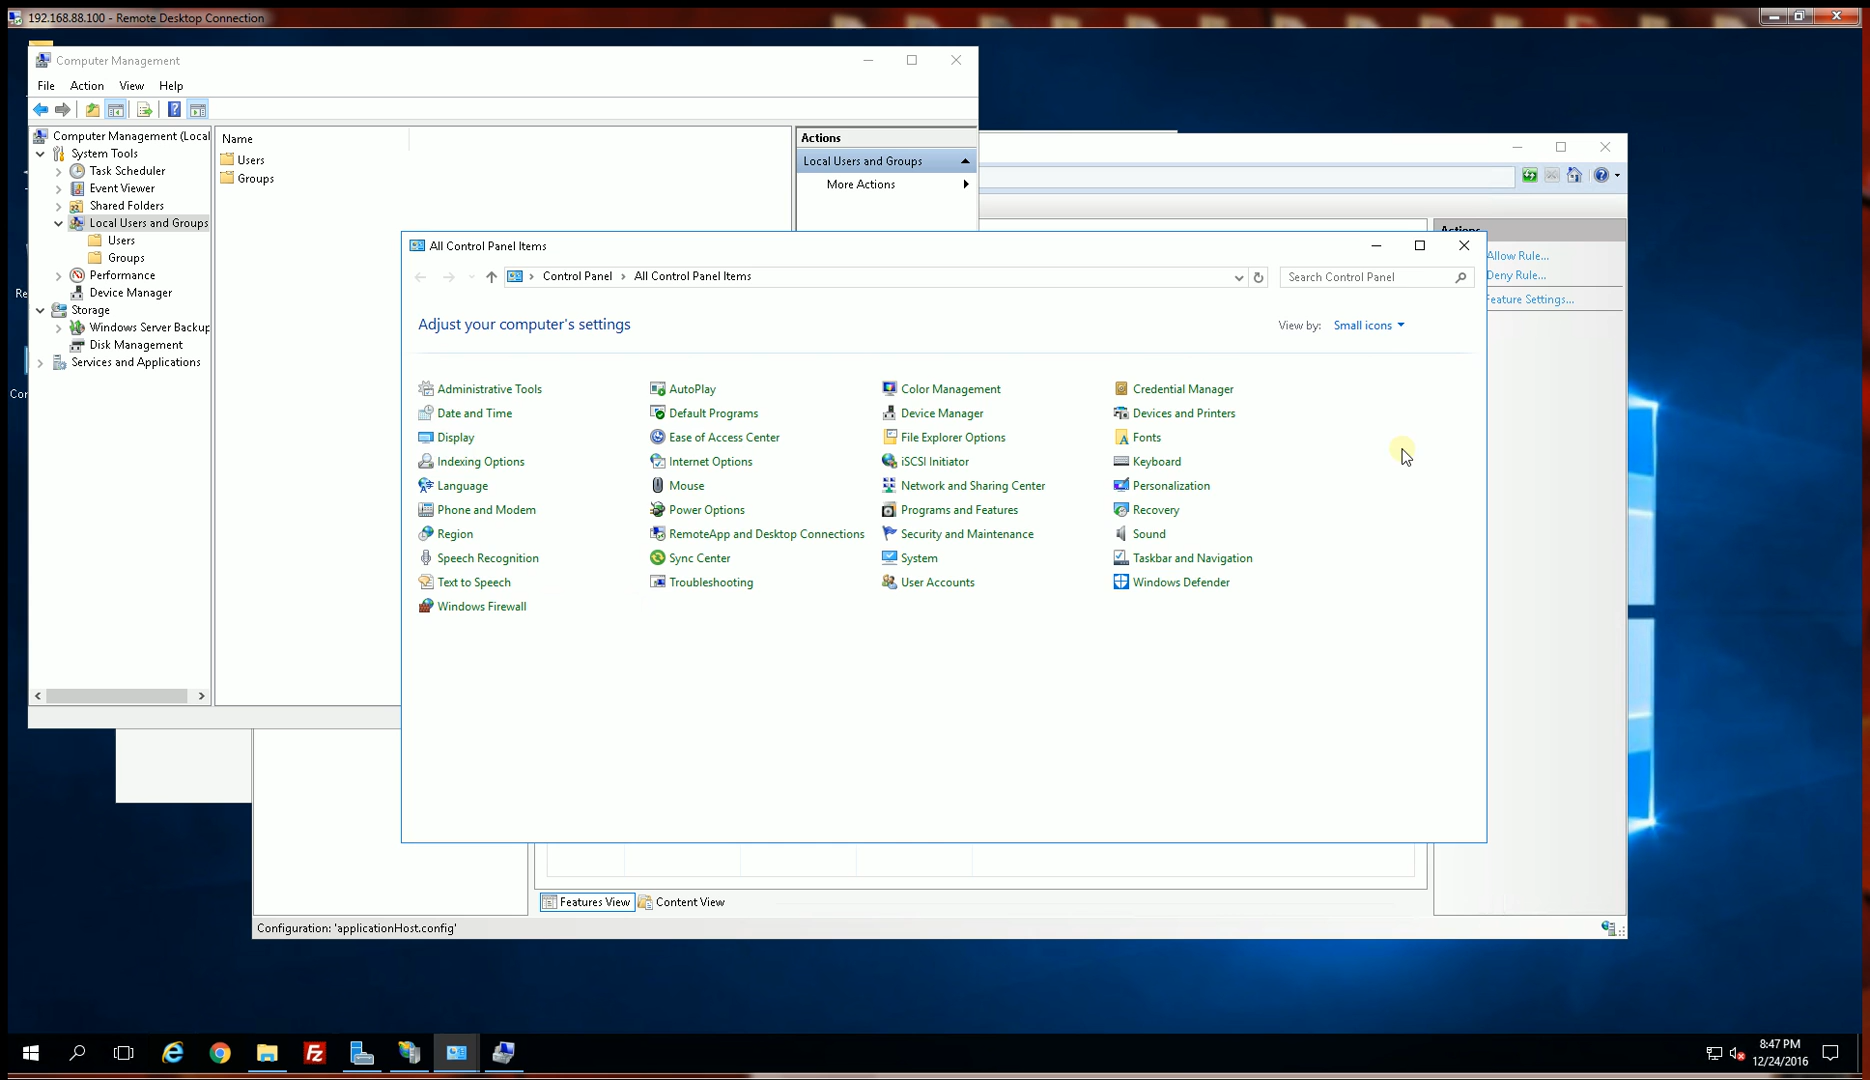 192.168.88.100 - Remote Desktop Connection
Computer Management
File Action View Help
Computer Management (Local
System Tools
Task Scheduler
Event Viewer
Shared Folders
Local Users and Groups
Users
Groups
Performance
Device Manager
Storage
Windows Server Backup
Disk Management
Services and Applications
Name
Users
Groups
Actions
Local Users and Groups
More Actions
Actions
Allow Rule...
Deny Rule...
Feature Settings...
All Control Panel Items
Control Panel > All Control Panel Items
Search Control Panel
Adjust your computer's settings
View by: Small icons
Administrative Tools AutoPlay Color Management Credential Manager
Date and Time Default Programs Device Manager Devices and Printers
Display Ease of Access Center File Explorer Options Fonts
Indexing Options Internet Options iSCSI Initiator Keyboard
Language Mouse Network and Sharing Center Personalization
Phone and Modem Power Options Programs and Features Recovery
Region RemoteApp and Desktop Connections Security and Maintenance Sound
Speech Recognition Sync Center System Taskbar and Navigation
Text to Speech Troubleshooting User Accounts Windows Defender
Windows Firewall
Features View Content View
Configuration: 'applicationHost.config'
8:47 PM
12/24/2016